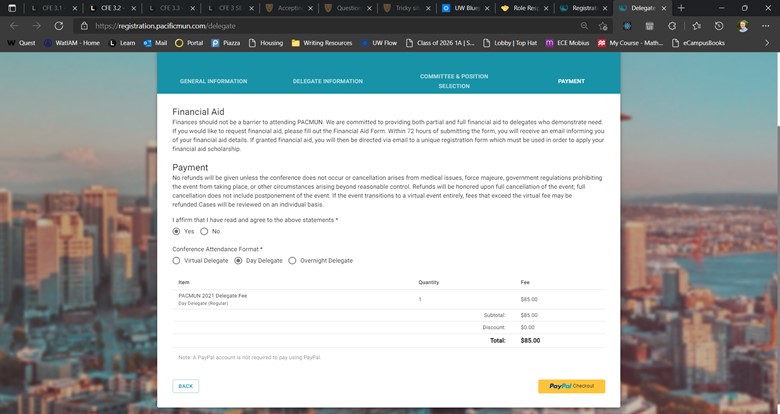 CFE 3.1
CFE 3.2
CFE 3.3
CFE 3 S
Acceptin
Question
Tricky sit
UW Blue
Role Res
Registrati
Delegate
https://registration.pacificmun.com/delegate
Quest
WatIAM - Home
Learn
Mail
Portal
Piazza
Housing
Writing Resources
UW Flow
Class of 2026 1A | S...
Lobby | Top Hat
ECE Mobius
My Course - Math...
eCampusBooks
GENERAL INFORMATION
DELEGATE INFORMATION
COMMITTEE & POSITION
SELECTION
PAYMENT
Financial Aid
Finances should not be a barrier to attending PACMUN. We are committed to providing both partial and full financial aid to delegates who demonstrate need.
If you would like to request financial aid, please fill out the Financial Aid Form. Within 72 hours of submitting the form, you will receive an email informing you
of your financial aid details. If granted financial aid, you will then be directed via email to a unique registration form which must be used in order to apply your
financial aid scholarship.
Payment
No refunds will be given unless the conference does not occur or cancellation arises from medical issues, force majeure, government regulations prohibiting
the event from taking place, or other circumstances arising beyond reasonable control. Refunds will be honored upon full cancellation of the event; full
cancellation does not include postponement of the event. If the event transitions to a virtual event entirely, fees that exceed the virtual fee may be
refunded.Cases will be reviewed on an individual basis.
I affirm that I have read and agree to the above statements *
Yes
No
Conference Attendance Format *
Virtual Delegate
Day Delegate
Overnight Delegate
Item Quantity Fee
PACMUN 2021 Delegate Fee
Day Delegate (Regular)
1 $85.00
Subtotal: $85.00
Discount: $0.00
Total: $85.00
Note: A PayPal account is not required to pay using PayPal.
BACK
PayPal Checkout